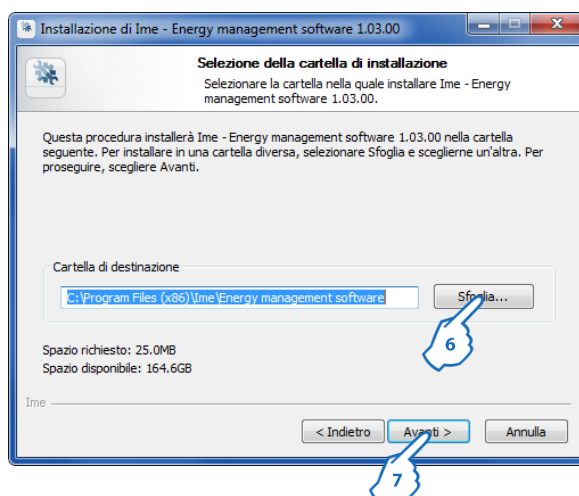 Installazione di Ime - Energy management software 1.03.00
Selezione della cartella di installazione
Selezionare la cartella nella quale installare Ime - Energy
management software 1.03.00.
Questa procedura installerà Ime - Energy management software 1.03.00 nella cartella
seguente. Per installare in una cartella diversa, selezionare Sfoglia e sceglierne un'altra. Per
proseguire, scegliere Avanti.
Cartella di destinazione
C:\Program Files (x86)\Ime\Energy management software
Sfoglia...
6
Spazio richiesto: 25.0MB
Spazio disponibile: 164.6GB
Ime
< Indietro
Avanti >
Annulla
7